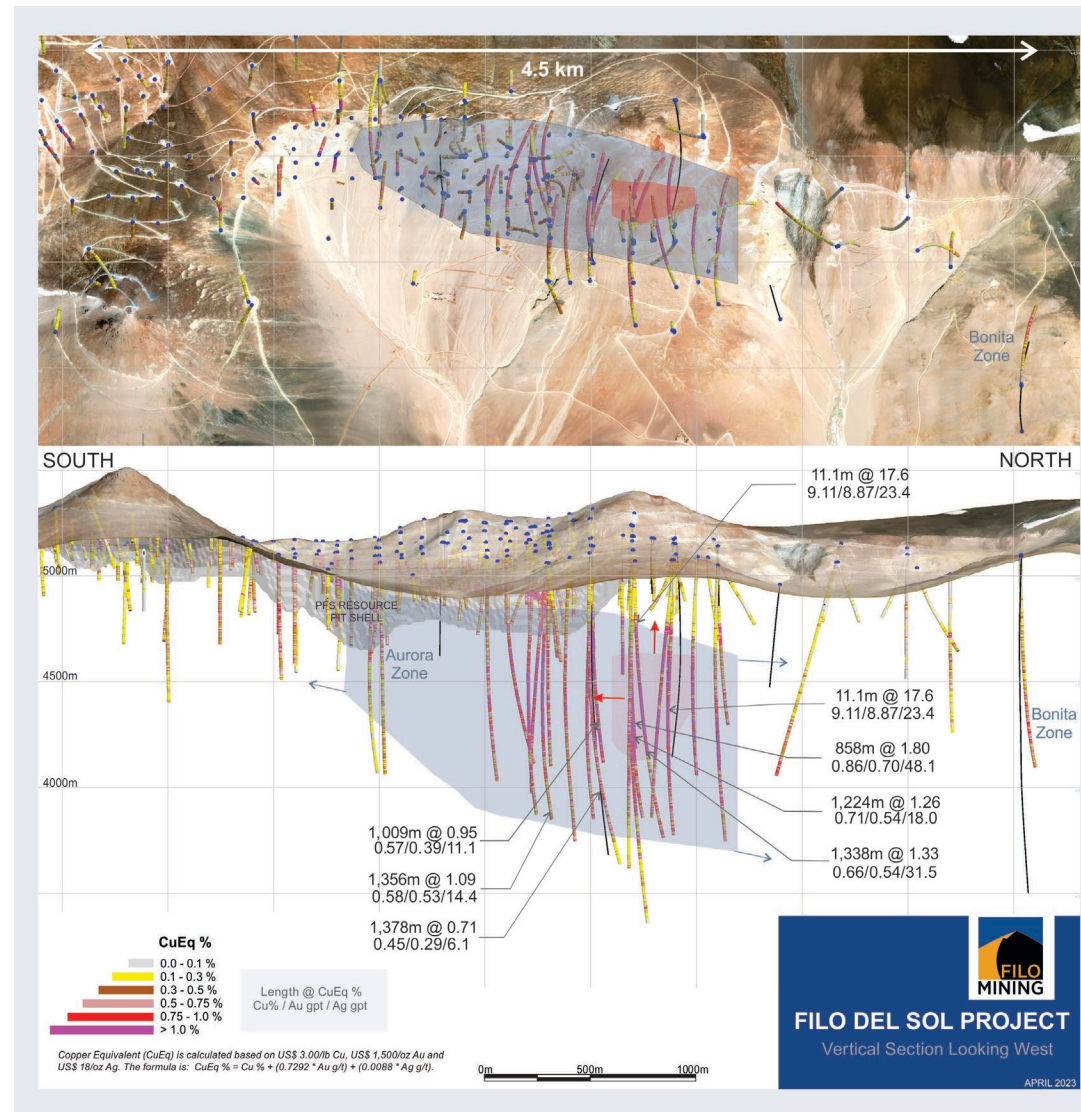 4.5 km
Bonita
Zone
SOUTH
NORTH
11.1m @ 17.6
9.11/8.87/23.4
5000m
PFS RESOURCE
PIT SHELL
Aurora
Zone
4500m
11.1m @ 17.6
9.11/8.87/23.4
Bonita
Zone
858m @ 1.80
0.86/0.70/48.1
4000m
1,224m @ 1.26
0.71/0.54/18.0
1,009m @ 0.95
0.57/0.39/11.1
1,338m @ 1.33
0.66/0.54/31.5
1,356m @ 1.09
0.58/0.53/14.4
1,378m @ 0.71
0.45/0.29/6.1
CuEq %
0.0 - 0.1 %
0.1 - 0.3 %
0.3 - 0.5 %
0.5 - 0.75 %
0.75 - 1.0 %
> 1.0 %
Length @ CuEq %
Cu% / Au gpt / Ag gpt
Copper Equivalent (CuEq) is calculated based on US$ 3.00/lb Cu, US$ 1,500/oz Au and
US$ 18/oz Ag. The formula is: CuEq % = Cu % + (0.7292 * Au g/t) + (0.0088 * Ag g/t).
0m 500m 1000m
FILO
MINING
FILO DEL SOL PROJECT
Vertical Section Looking West
APRIL 2023